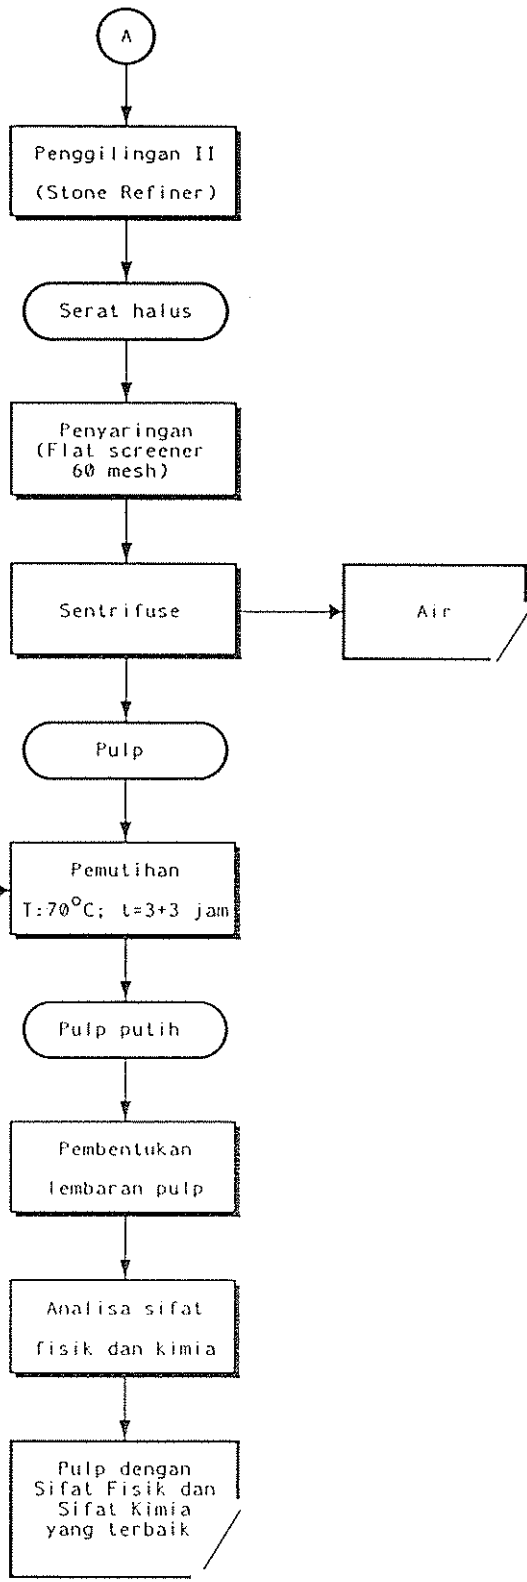 A
Penggilingan II
(Stone Refiner)
Serat halus
Penyaringan
(Flat screener
60 mesh)
Sentrifuse
Air
Pulp
Pemutihan
T:70°C; t=3+3 jam
Pulp putih
Pembentukan
lembaran pulp
Analisa sifat
fisik dan kimia
Pulp dengan
Sifat Fisik dan
Sifat Kimia
yang terbaik